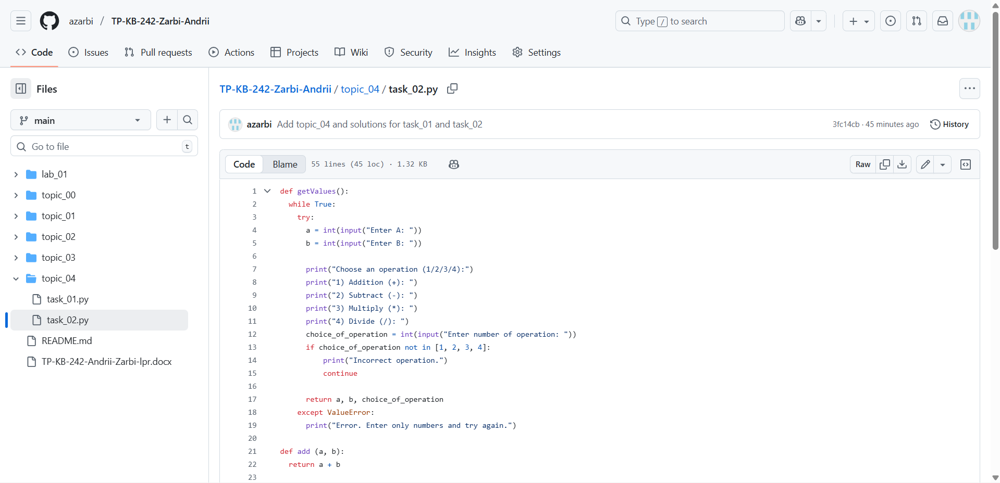 azarbi / TP-KB-242-Zarbi-Andrii
Type / to search
Code Issues Pull requests Actions Projects Wiki Security Insights Settings
Files
main
Go to file t
lab_01
topic_00
topic_01
topic_02
topic_03
topic_04
task_01.py
task_02.py
README.md
TP-KB-242-Andrii-Zarbi-lpr.docx
TP-KB-242-Zarbi-Andrii / topic_04 / task_02.py
azarbi Add topic_04 and solutions for task_01 and task_02
3fc14cb · 45 minutes ago History
Code Blame 55 lines (45 loc) · 1.32 KB
Raw
1 def getValues():
2 while True:
3 try:
4 a = int(input("Enter A: "))
5 b = int(input("Enter B: "))
6
7 print("Choose an operation (1/2/3/4):")
8 print("1) Addition (+): ")
9 print("2) Subtract (-): ")
10 print("3) Multiply (*): ")
11 print("4) Divide (/): ")
12 choice_of_operation = int(input("Enter number of operation: "))
13 if choice_of_operation not in [1, 2, 3, 4]:
14 print("Incorrect operation.")
15 continue
16
17 return a, b, choice_of_operation
18 except ValueError:
19 print("Error. Enter only numbers and try again.")
20
21 def add (a, b):
22 return a + b
23